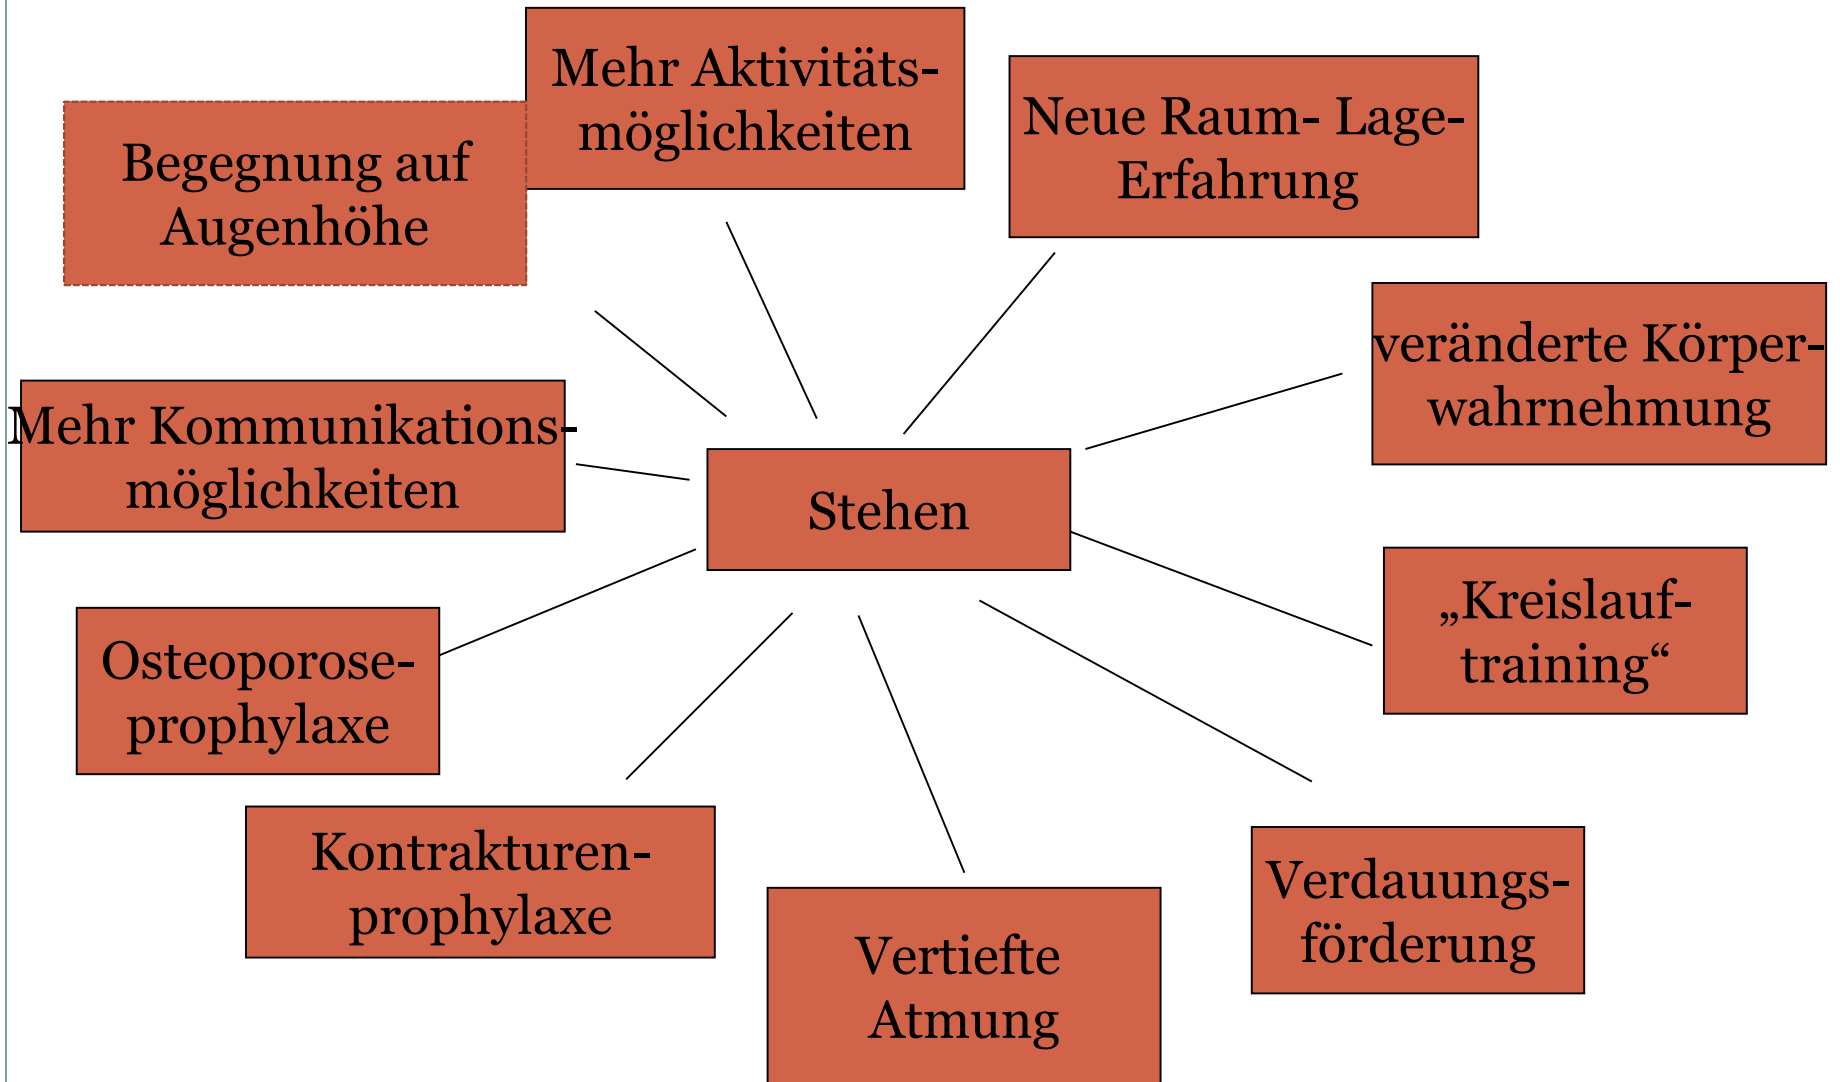 Mehr Aktivitäts-
möglichkeiten
Neue Raum- Lage-
Erfahrung
Begegnung auf
Augenhöhe
veränderte Körper-
wahrnehmung
Mehr Kommunikations-
möglichkeiten
Stehen
„Kreislauf-
training“
Osteoporose-
prophylaxe
Kontrakturen-
prophylaxe
Verdauungs-
förderung
Vertiefte
Atmung